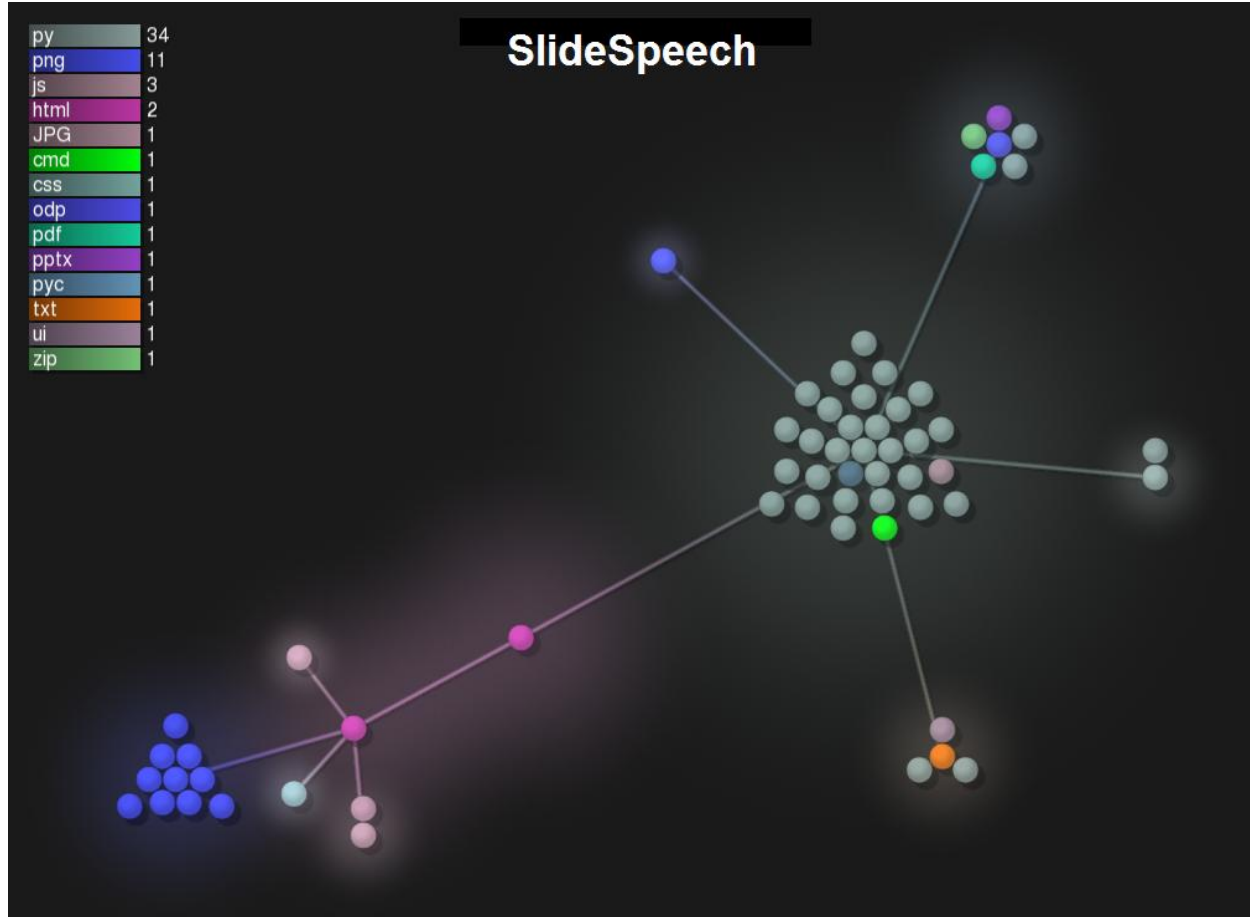 SlideSpeech
py 34
png 11
js 3
html 2
JPG 1
cmd 1
css 1
odp 1
pdf 1
pptx 1
pyc 1
txt 1
ui 1
zip 1